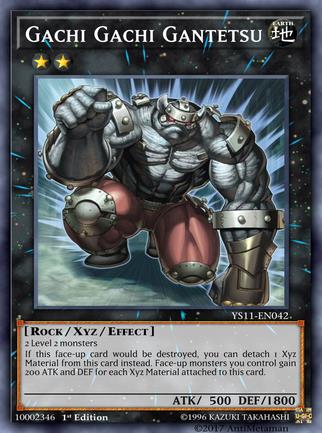 GACHI GACHI GANTETSU
EARTH
地
YS11-EN042
[ROCK / XYZ / EFFECT]
2 Level 2 monsters
If this face-up card would be destroyed, you can detach 1 Xyz
Material from this card instead. Face-up monsters you control gain
200 ATK and DEF for each Xyz Material attached to this card.
ATK/ 500 DEF/1800
10002346 1st Edition ©1996 KAZUKI TAKAHASHI
©2017 AntiMetaman